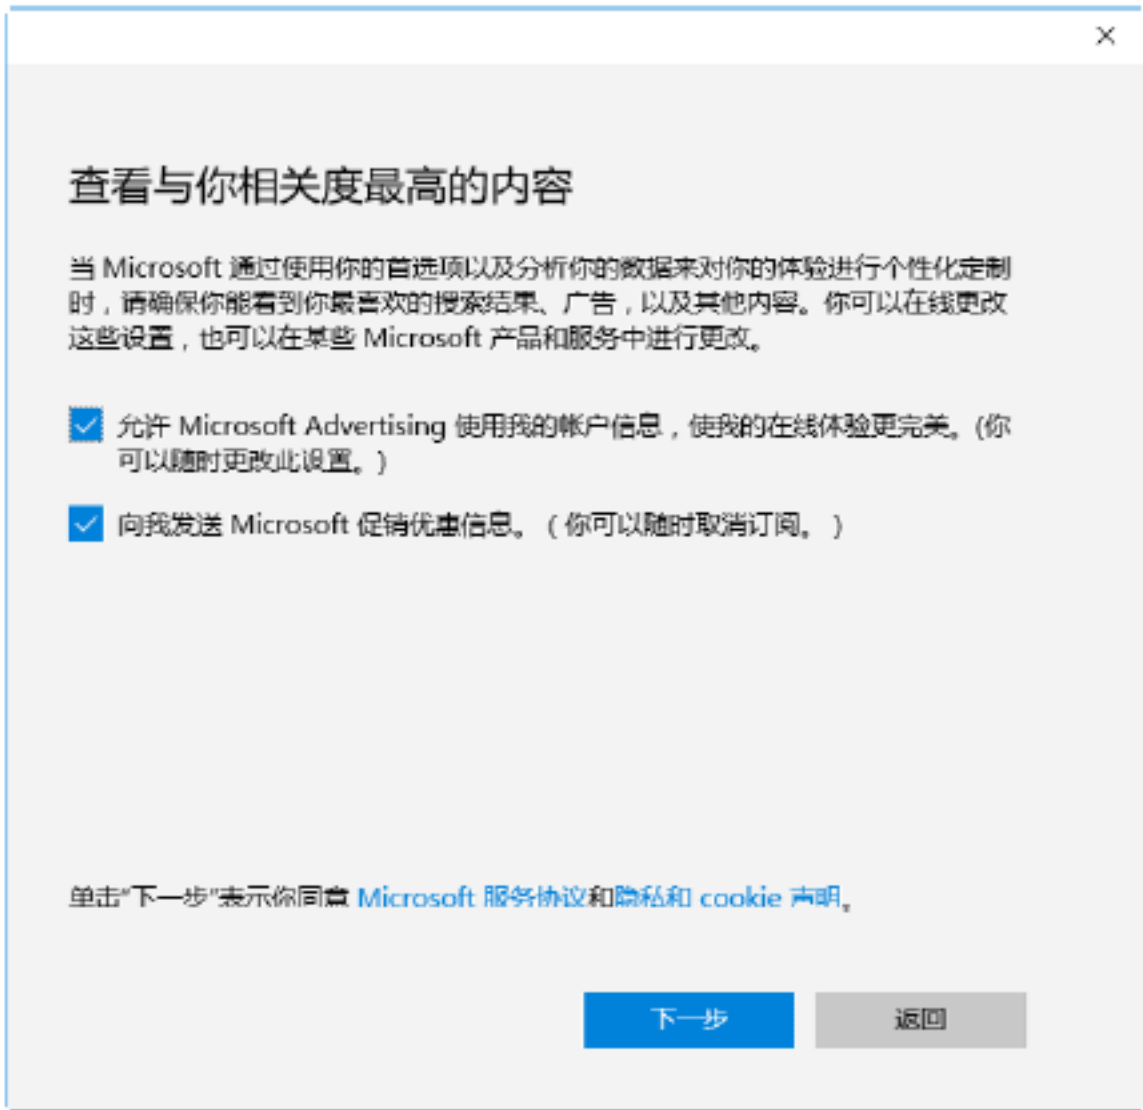 查看与你相关度最高的内容
当 Microsoft 通过使用你的首选项以及分析你的数据来对你的体验进行个性化定制
时，请确保你能看到你最喜欢的搜索结果、广告，以及其他内容。你可以在线更改
这些设置，也可以在某些 Microsoft 产品和服务中进行更改。
允许 Microsoft Advertising 使用我的帐户信息，使我的在线体验更完美。(你
可以随时更改此设置。)
向我发送 Microsoft 促销优惠信息。（你可以随时取消订阅。）
单击“下一步”表示你同意 Microsoft 服务协议和隐私和 cookie 声明。
下一步
返回